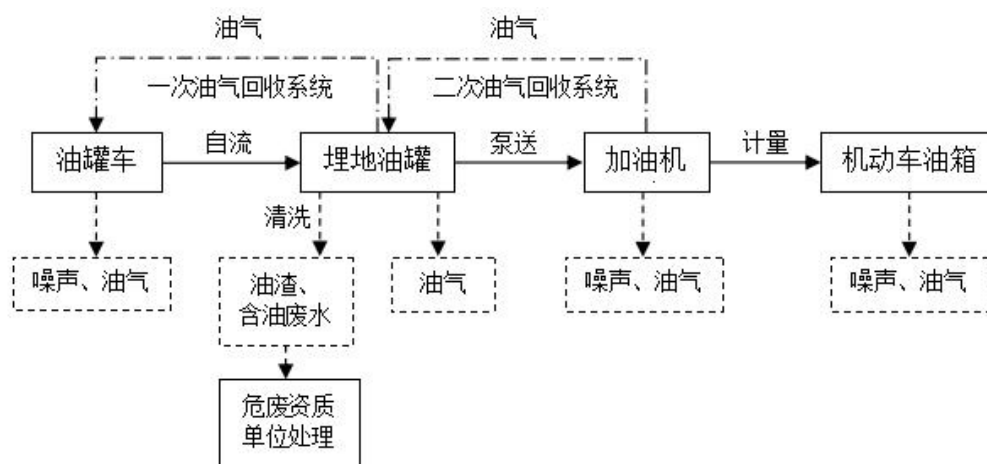 油气
油气
一次油气回收系统
二次油气回收系统
油罐车
自流
埋地油罐
泵送
加油机
计量
机动车油箱
清洗
噪声、油气
油渣、
含油废水
油气
噪声、油气
噪声、油气
危废资质
单位处理